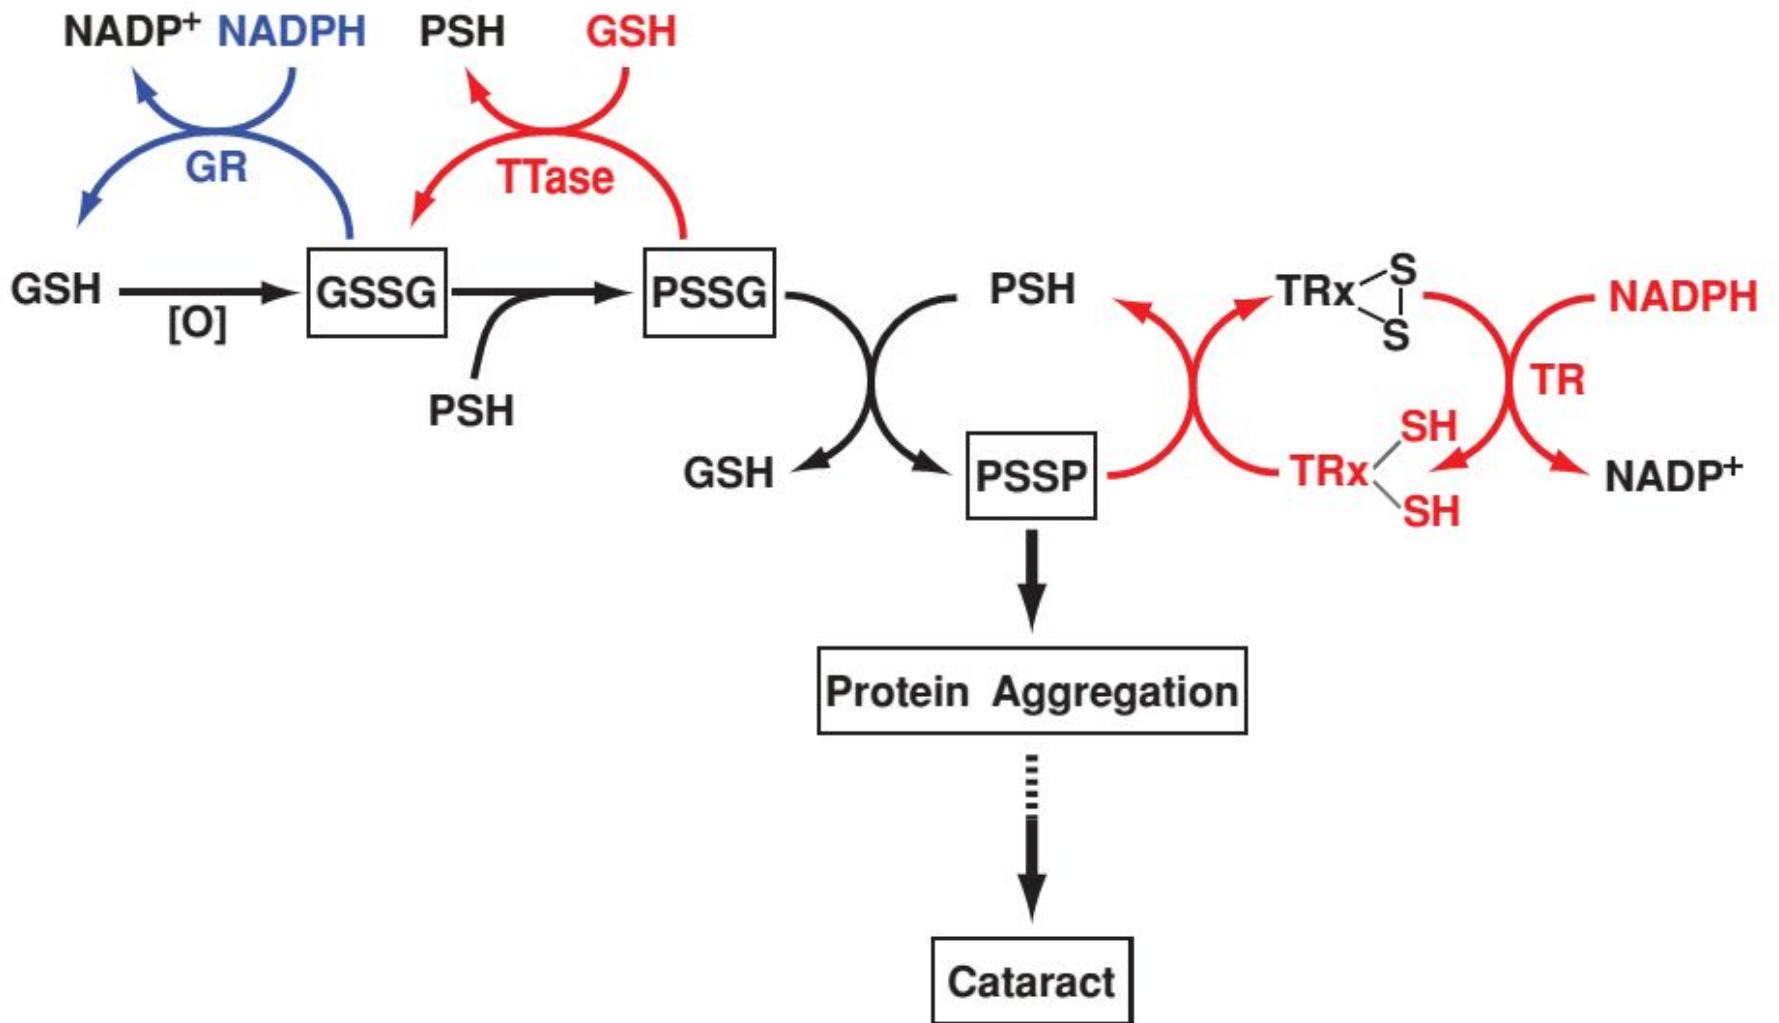 NADP⁺ NADPH PSH GSH
GR
TTase
GSH GSSG PSSG PSH TRx S S NADPH
[O]
TR
PSH
SH
GSH PSSP TRx NADP⁺
SH
Protein Aggregation
Cataract